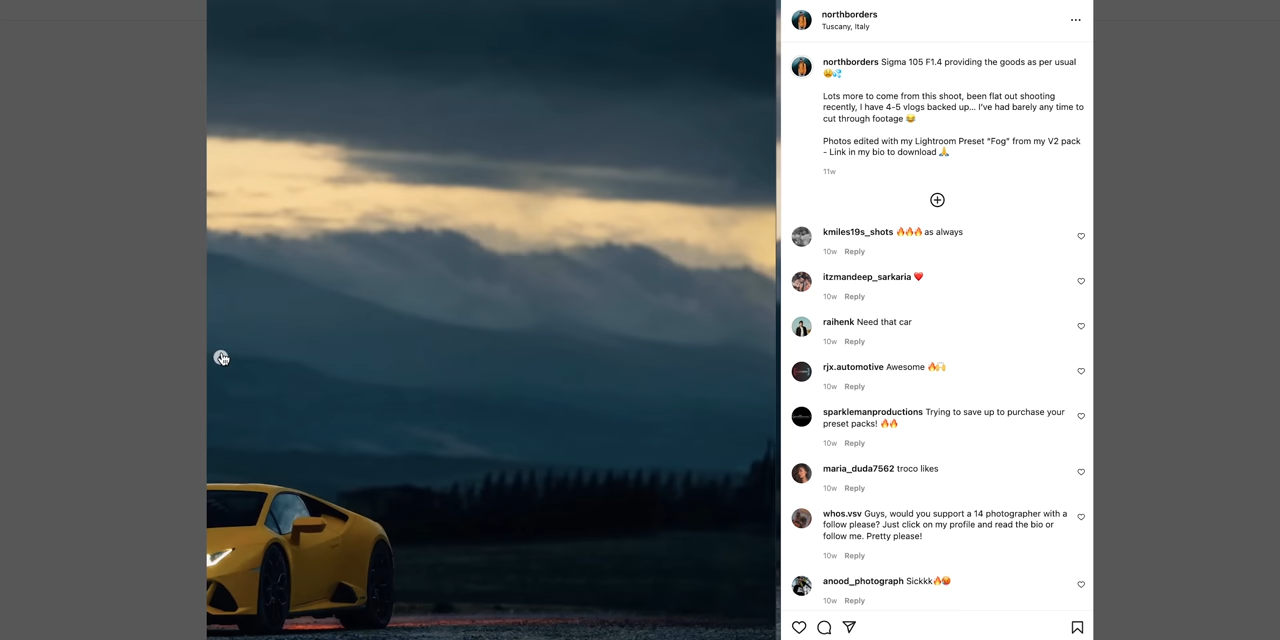 northborders
Tuscany, Italy
northborders Sigma 105 F1.4 providing the goods as per usual
😩💦
Lots more to come from this shoot, been flat out shooting
recently, I have 4-5 vlogs backed up... I've had barely any time to
cut through footage 😂
Photos edited with my Lightroom Preset "Fog" from my V2 pack
- Link in my bio to download 🙏
11w
kmiles19s_shots 🔥🔥🔥 as always
10w Reply
itzmandeep_sarkaria ❤️
10w Reply
raihenk Need that car
10w Reply
rjx.automotive Awesome 🔥🙌
10w Reply
sparklemanproductions Trying to save up to purchase your
preset packs! 🔥🔥
10w Reply
maria_duda7562 troco likes
10w Reply
whos.vsv Guys, would you support a 14 photographer with a
follow please? Just click on my profile and read the bio or
follow me. Pretty please!
10w Reply
anood_photograph Sickkk🔥🥵
10w Reply